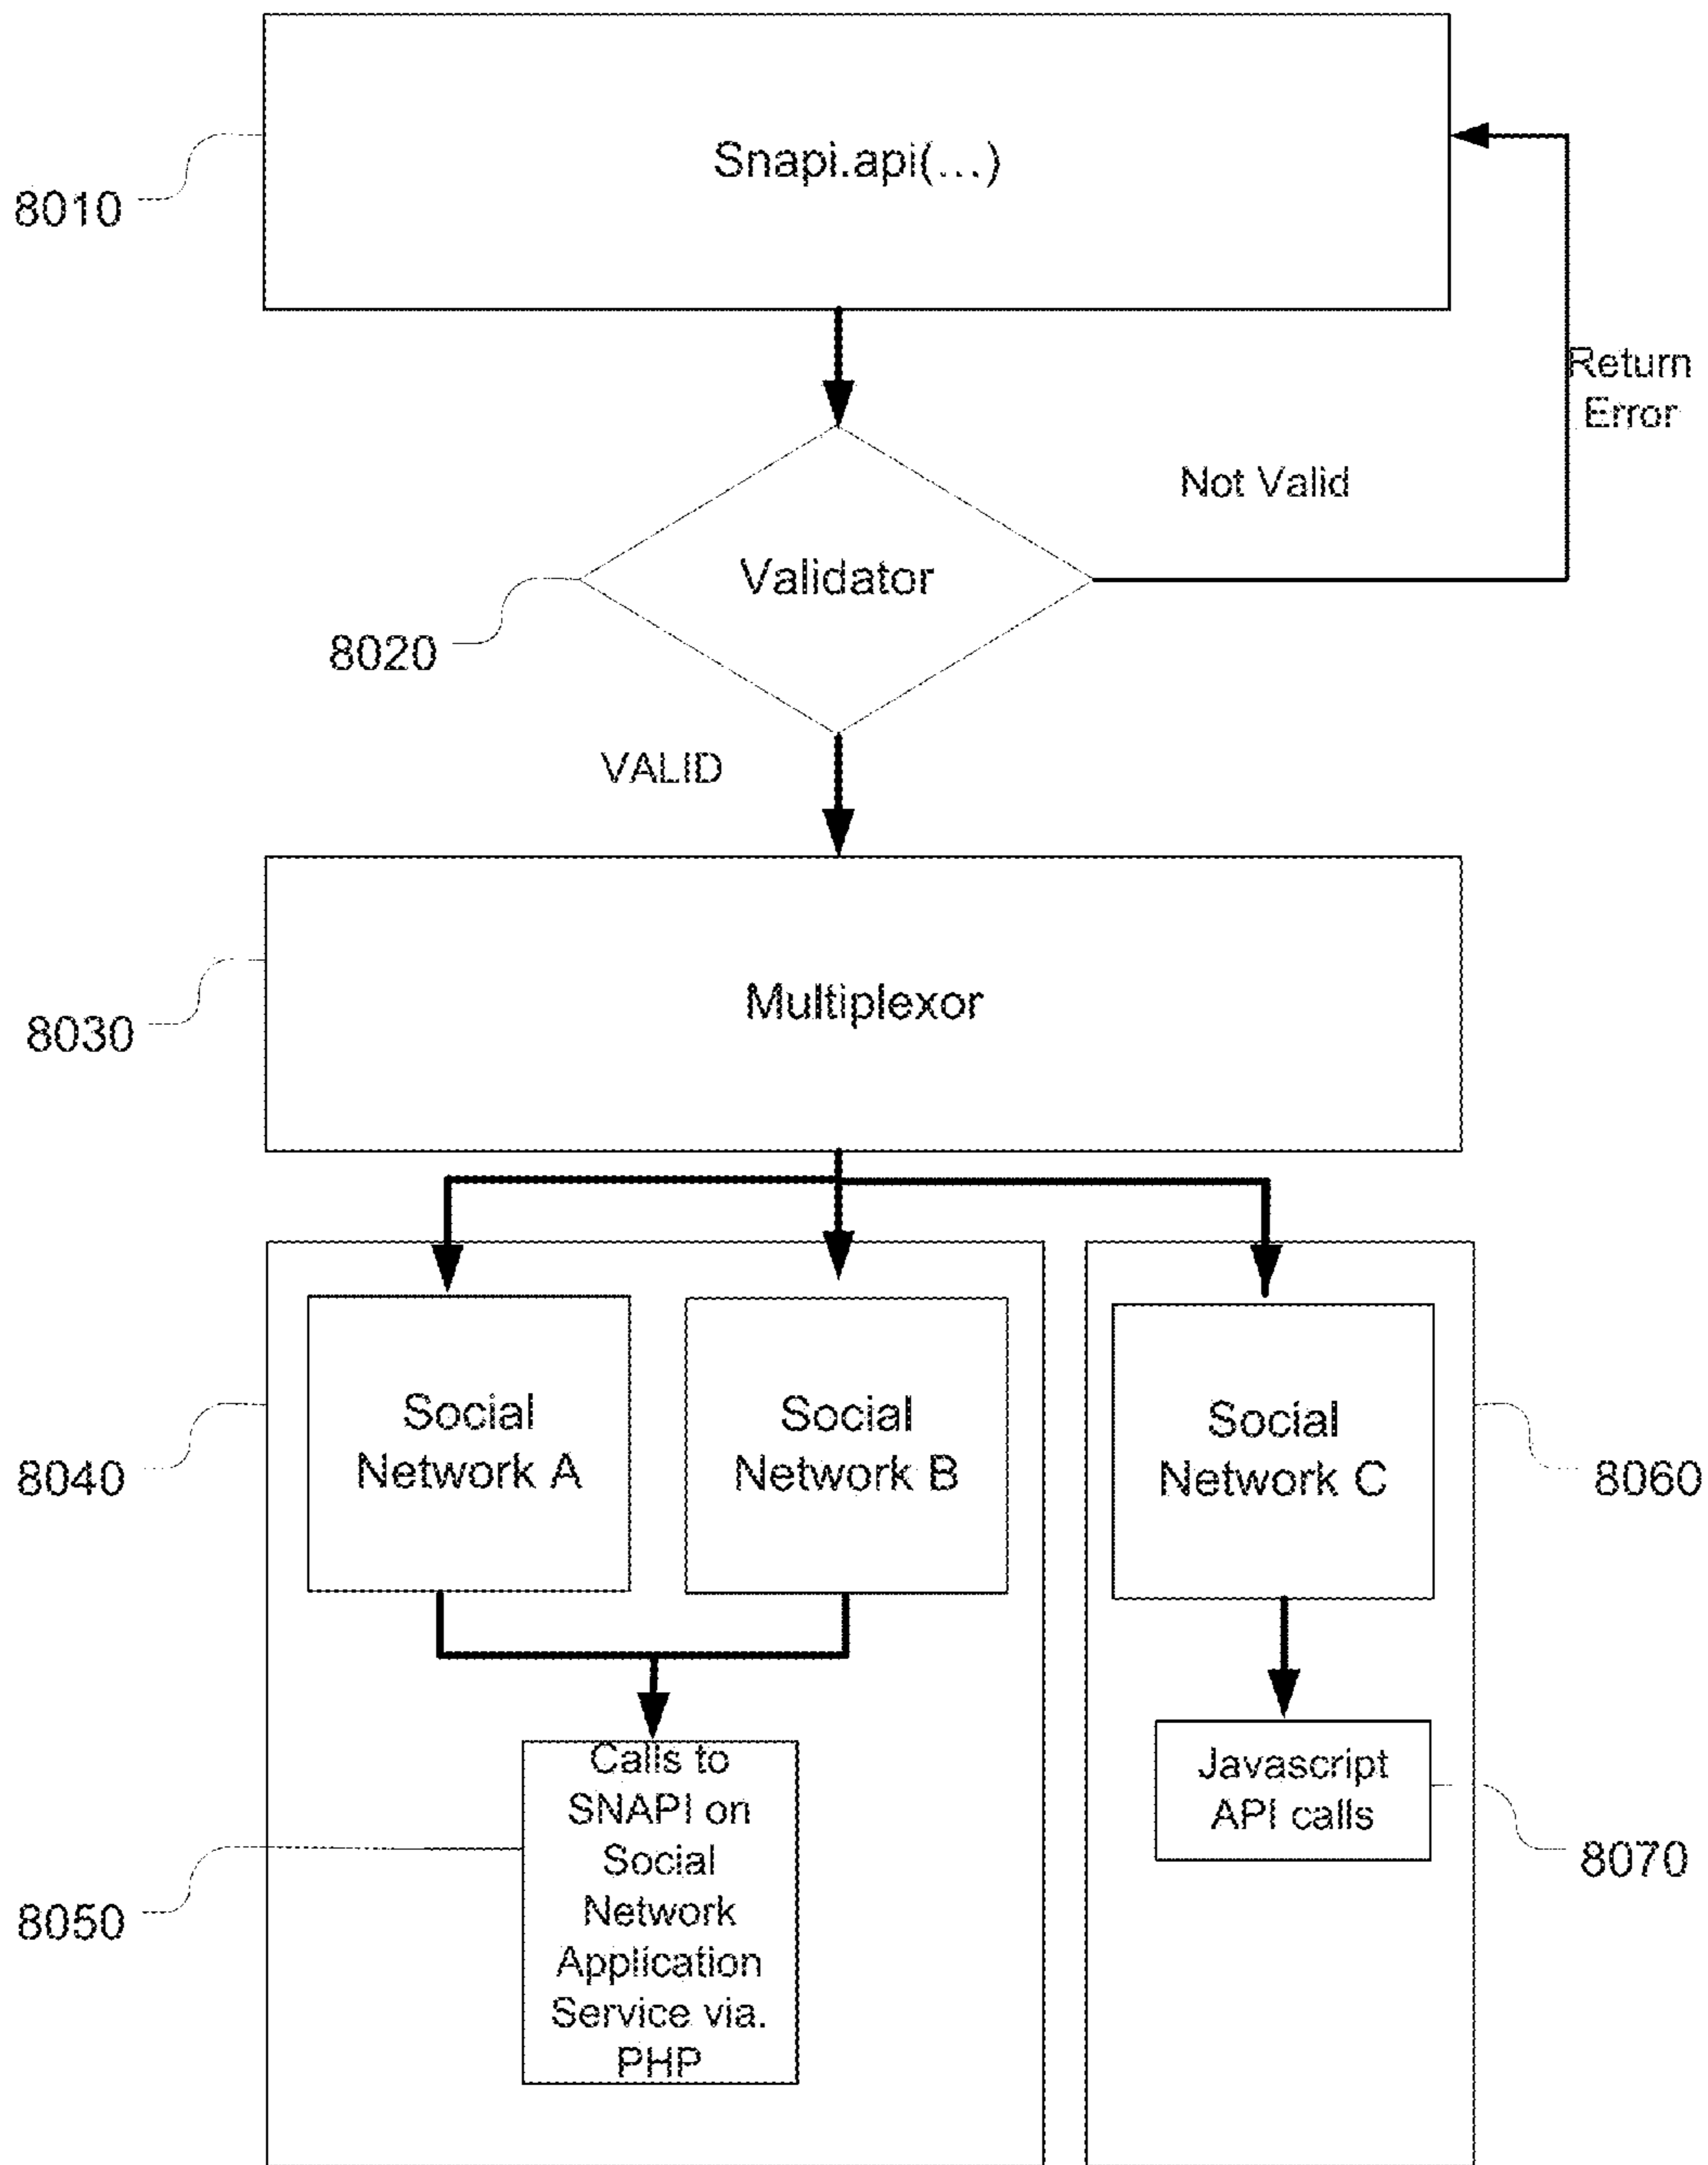 Snapi.api(...)
8010
Return
Error
Not Valid
Validator
8020
VALID
Multiplexor
8030
Social
Network A
Social
Network B
Social
Network C
8040
8060
Calls to
SNAPI on
Social
Network
Application
Service via.
PHP
Javascript
API calls
8070
8050